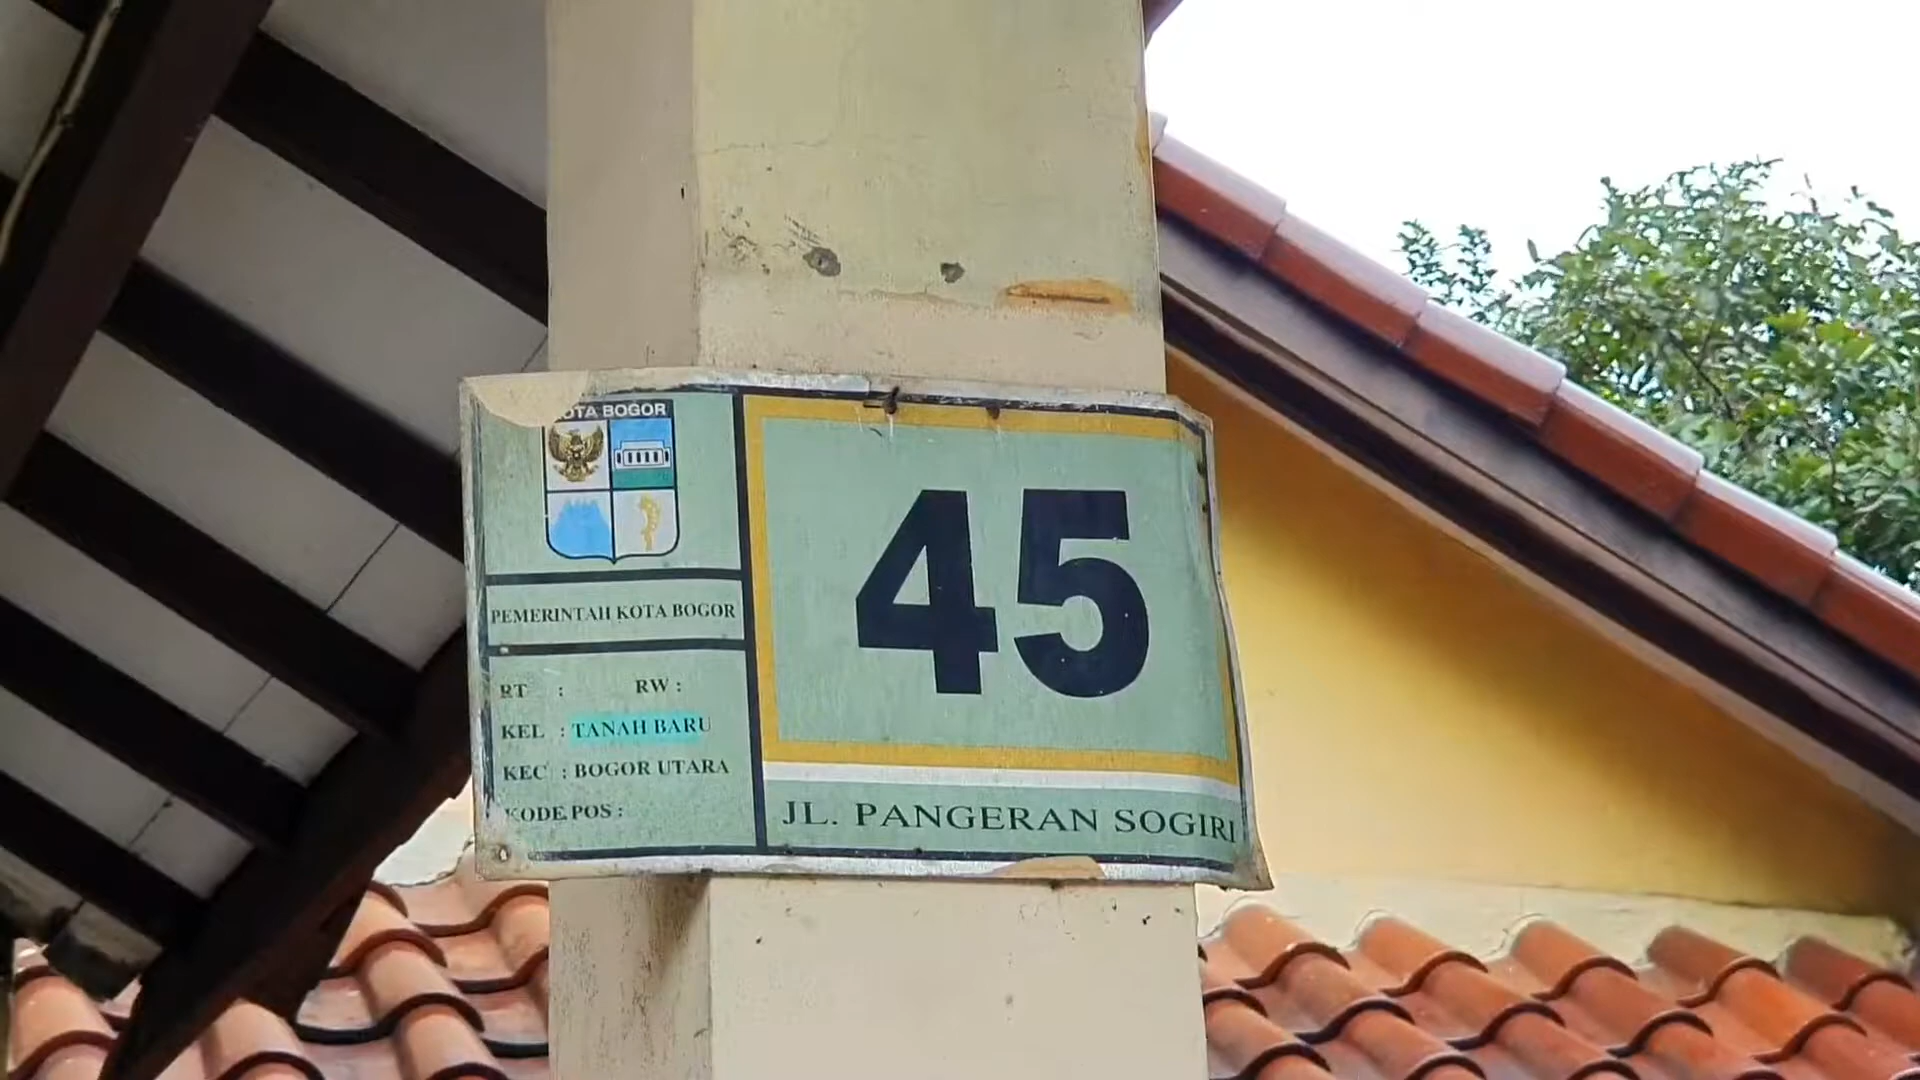 KOTA BOGOR
PEMERINTAH KOTA BOGOR
RT : RW :
KEL : TANAH BARU
KEC : BOGOR UTARA
KODE POS :
45
JL. PANGERAN SOGIRI